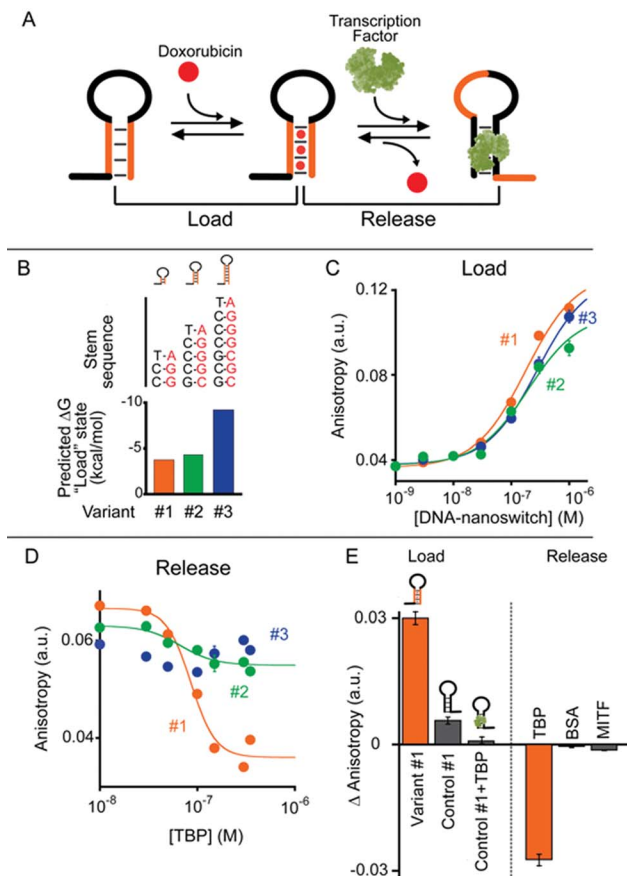 A
Doxorubicin
Transcription
Factor
Load
Release
B
Stem
sequence
T-A
C-G
C-G
T-A
C-G
C-G
G-C
T-A
C-G
C-G
C-G
C-G
G-C
G-C
Predicted ΔG
"Load" state
(kcal/mol)
-10
-5
0
Variant
#1
#2
#3
C
Load
Anisotropy (a.u.)
0.12
0.08
0.04
#1
#3
#2
10-9
10-8
10-7
10-6
[DNA-nanoswitch] (M)
D
Release
Anisotropy (a.u.)
0.06
0.04
#3
#2
#1
10-8
10-7
10-6
[TBP] (M)
E
Load
Release
Δ Anisotropy (a.u.)
0.03
0
-0.03
Variant #1
Control #1
Control #1+TBP
TBP
BSA
MITF